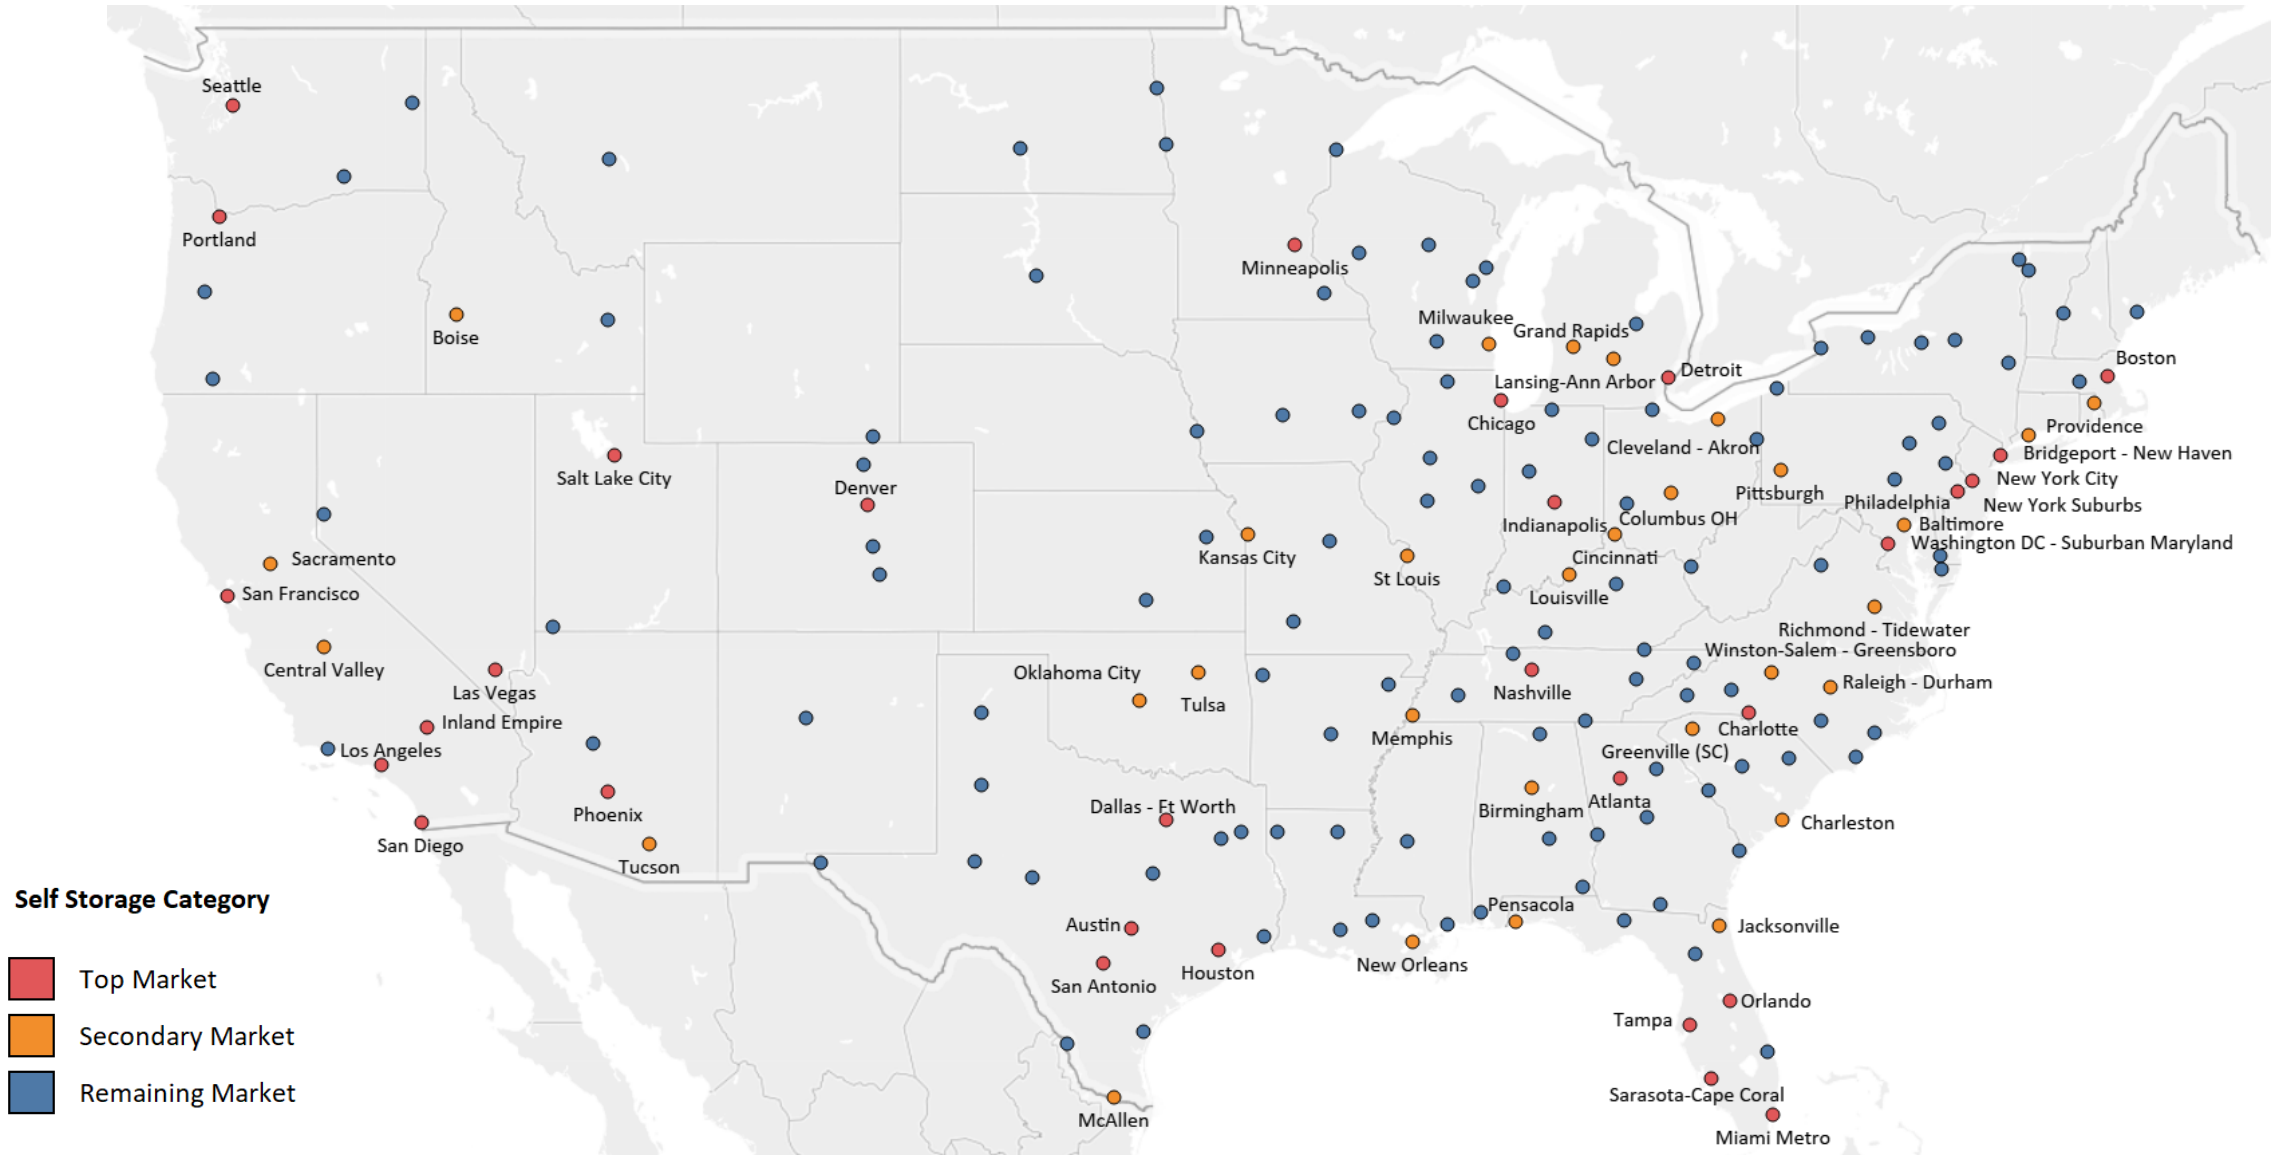 Seattle
Portland
Minneapolis
Boise
Milwaukee
Grand Rapids
Boston
Detroit
Lansing-Ann Arbor
Chicago
Providence
Cleveland - Akron
Bridgeport - New Haven
Salt Lake City
New York City
Denver
Pittsburgh
Philadelphia
New York Suburbs
Columbus OH
Indianapolis
Baltimore
Washington DC - Suburban Maryland
Sacramento
Kansas City
Cincinnati
St Louis
San Francisco
Louisville
Richmond - Tidewater
Winston-Salem - Greensboro
Central Valley
Oklahoma City
Raleigh - Durham
Las Vegas
Nashville
Tulsa
Inland Empire
Charlotte
Memphis
Los Angeles
Greenville (SC)
Atlanta
Dallas - Ft Worth
Birmingham
Phoenix
Charleston
San Diego
Tucson
Self Storage Category
Pensacola
Austin
Jacksonville
New Orleans
Houston
Top Market
San Antonio
Orlando
Tampa
Secondary Market
Remaining Market
Sarasota-Cape Coral
McAllen
Miami Metro